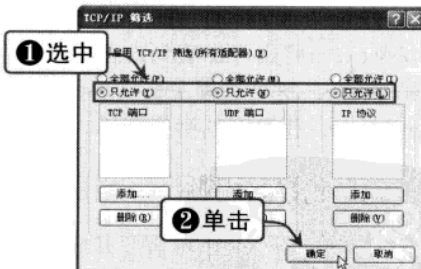 TCP/IP 筛选
启用 TCP/IP 筛选(所有适配器)(E)
❶选中
全部允许(P) 全部允许(M) 全部允许(T)
只允许(Y) 只允许(N) 只允许(L)
TCP 端口 UDP 端口 IP 协议
添加... 添加... 添加
删除(R) 删除(V)
❷单击
确定 取消